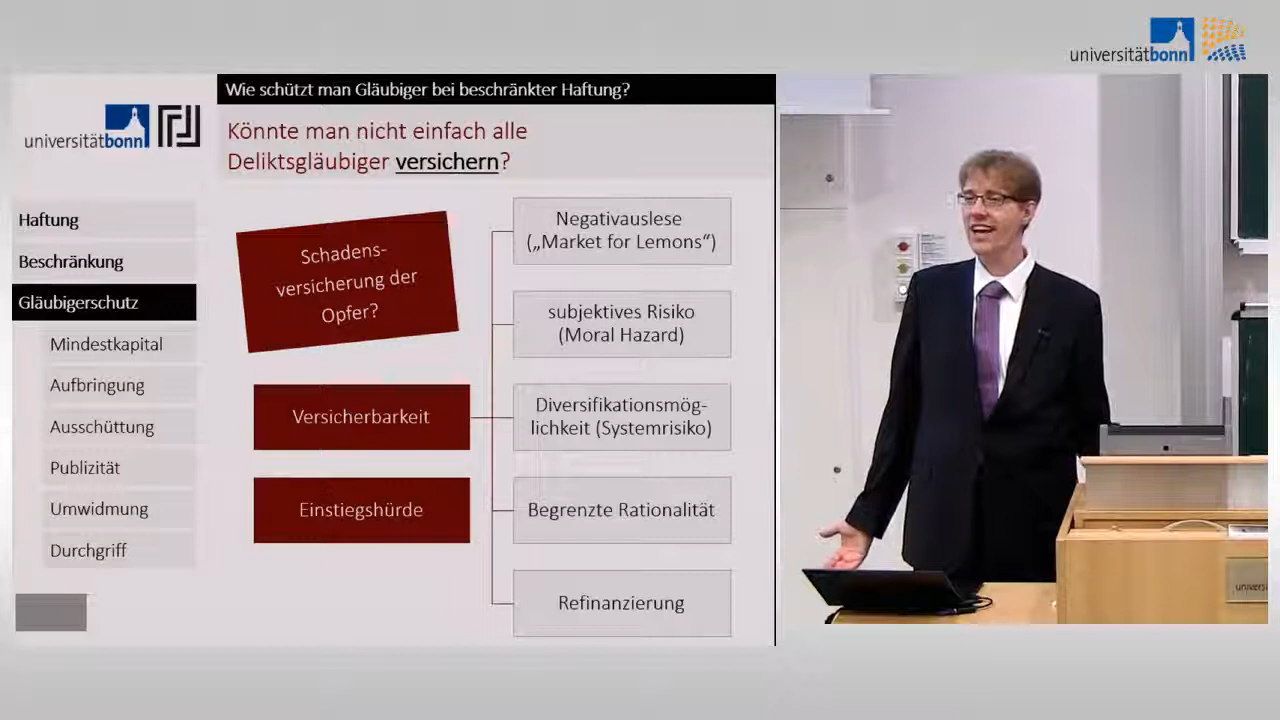 universitätbonn
Wie schützt man Gläubiger bei beschränkter Haftung?
universitätbonn
Könnte man nicht einfach alle
Deliktsgläubiger versichern?
Haftung
Beschränkung
Gläubigerschutz
Mindestkapital
Aufbringung
Ausschüttung
Publizität
Umwidmung
Durchgriff
Schadens-
versicherung der
Opfer?
Versicherbarkeit
Einstiegshürde
Negativauslese
(„Market for Lemons“)
subjektives Risiko
(Moral Hazard)
Diversifikationsmög-
lichkeit (Systemrisiko)
Begrenzte Rationalität
Refinanzierung